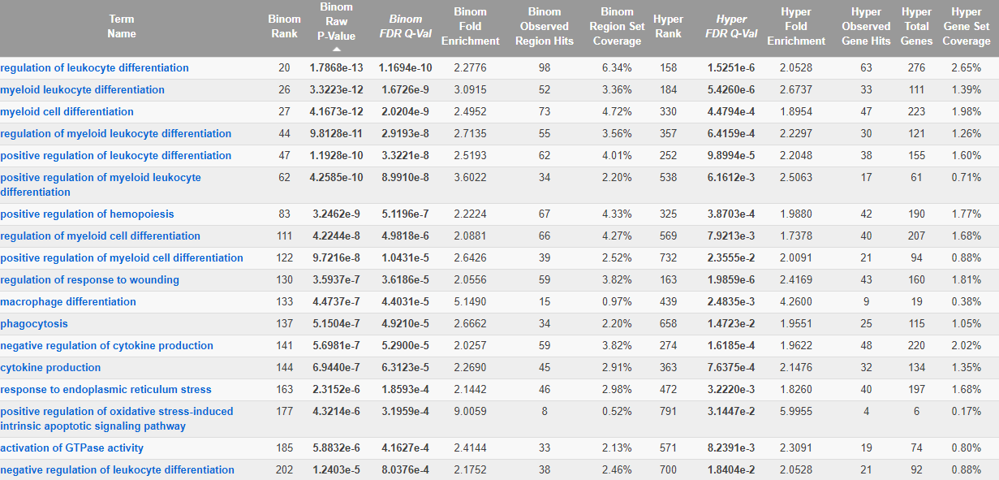 Term Name Binom Rank Binom Raw P-Value Binom FDR Q-Val Binom Fold Enrichment Binom Observed Region Hits Binom Region Set Coverage Hyper Rank Hyper FDR Q-Val Hyper Fold Enrichment Hyper Observed Gene Hits Hyper Total Genes Hyper Gene Set Coverage
regulation of leukocyte differentiation 20 1.7868e-13 1.1694e-10 2.2776 98 6.34% 158 1.5251e-6 2.0528 63 276 2.65%
myeloid leukocyte differentiation 26 3.3223e-12 1.6726e-9 3.0915 52 3.36% 184 5.4260e-6 2.6737 33 111 1.39%
myeloid cell differentiation 27 4.1673e-12 2.0204e-9 2.4952 73 4.72% 330 4.4794e-4 1.8954 47 223 1.98%
regulation of myeloid leukocyte differentiation 44 9.8128e-11 2.9193e-8 2.7135 55 3.56% 357 6.4159e-4 2.2297 30 121 1.26%
positive regulation of leukocyte differentiation 47 1.1928e-10 3.3221e-8 2.5193 62 4.01% 252 9.8994e-5 2.2048 38 155 1.60%
positive regulation of myeloid leukocyte 62 4.2585e-10 8.9910e-8 3.6022 34 2.20% 538 6.1612e-3 2.5063 17 61 0.71%
differentiation
positive regulation of hemopoiesis 83 3.2462e-9 5.1196e-7 2.2224 67 4.33% 325 3.8703e-4 1.9880 42 190 1.77%
regulation of myeloid cell differentiation 111 4.2244e-8 4.9818e-6 2.0881 66 4.27% 569 7.9213e-3 1.7378 40 207 1.68%
positive regulation of myeloid cell differentiation 122 9.7216e-8 1.0431e-5 2.6426 39 2.52% 732 2.3555e-2 2.0091 21 94 0.88%
regulation of response to wounding 130 3.5937e-7 3.6186e-5 2.0556 59 3.82% 163 1.9859e-6 2.4169 43 160 1.81%
macrophage differentiation 133 4.4737e-7 4.4031e-5 5.1490 15 0.97% 439 2.4835e-3 4.2600 9 19 0.38%
phagocytosis 137 5.1504e-7 4.9210e-5 2.6662 34 2.20% 658 1.4723e-2 1.9551 25 115 1.05%
negative regulation of cytokine production 141 5.6981e-7 5.2900e-5 2.0257 59 3.82% 274 1.6184e-4 1.9622 48 220 2.02%
cytokine production 144 6.9440e-7 6.3123e-5 2.2690 45 2.91% 363 7.6375e-4 2.1476 32 134 1.35%
response to endoplasmic reticulum stress 163 2.3152e-6 1.8593e-4 2.1442 46 2.98% 472 3.2220e-3 1.8260 40 197 1.68%
positive regulation of oxidative stress-induced 177 4.3214e-6 3.1959e-4 9.0059 8 0.52% 791 3.1447e-2 5.9955 4 6 0.17%
intrinsic apoptotic signaling pathway
activation of GTPase activity 185 5.8832e-6 4.1627e-4 2.4144 33 2.13% 571 8.2391e-3 2.3091 19 74 0.80%
negative regulation of leukocyte differentiation 202 1.2403e-5 8.0376e-4 2.1752 38 2.46% 700 1.8404e-2 2.0528 21 92 0.88%